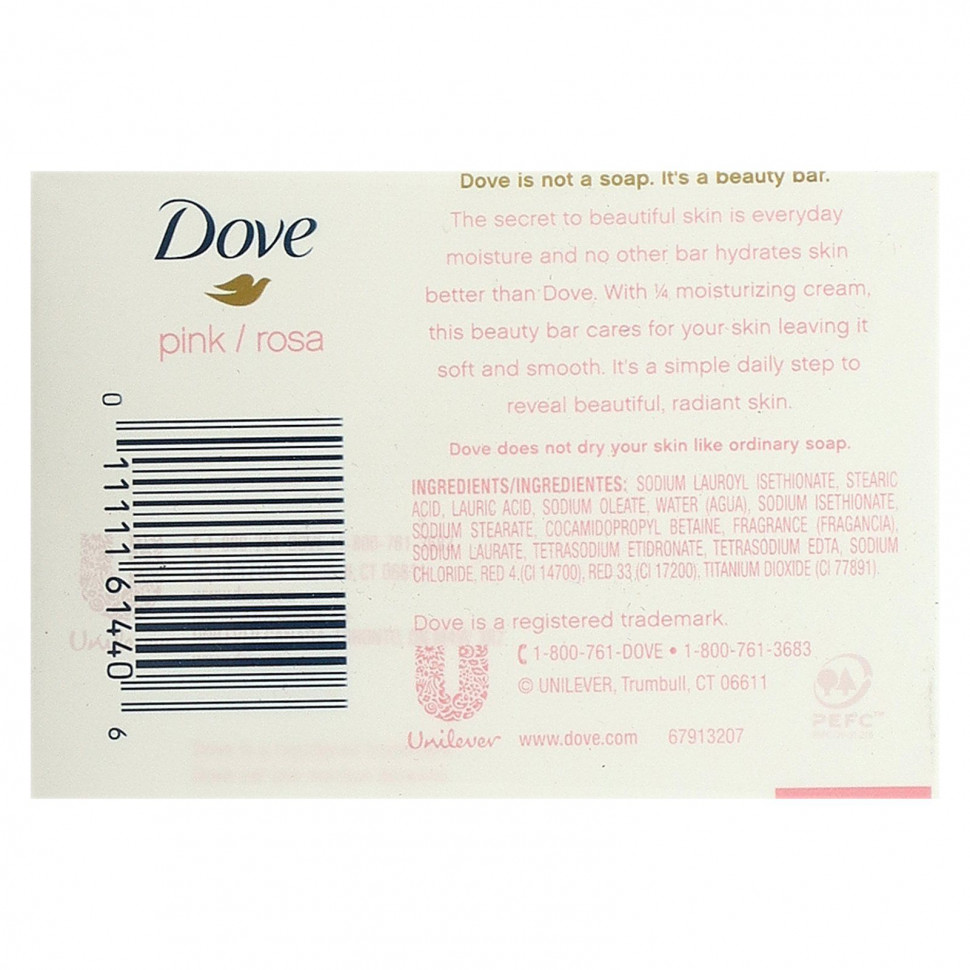 Dove
pink / rosa
0 11111 61440 6
Dove is not a soap. It's a beauty bar.
The secret to beautiful skin is everyday
moisture and no other bar hydrates skin
better than Dove. With ¼ moisturizing cream,
this beauty bar cares for your skin leaving it
soft and smooth. It's a simple daily step to
reveal beautiful, radiant skin.
Dove does not dry your skin like ordinary soap.
INGREDIENTS/INGREDIENTES: SODIUM LAUROYL ISETHIONATE, STEARIC
ACID, LAURIC ACID, SODIUM OLEATE, WATER (AGUA), SODIUM ISETHIONATE,
SODIUM STEARATE, COCAMIDOPROPYL BETAINE, FRAGRANCE (FRAGANCIA),
SODIUM LAURATE, TETRASODIUM ETIDRONATE, TETRASODIUM EDTA, SODIUM
CHLORIDE, RED 4 (CI 14700), RED 33 (CI 17200), TITANIUM DIOXIDE (CI 77891).
Dove is a registered trademark.
1-800-761-DOVE • 1-800-761-3683
© UNILEVER, Trumbull, CT 06611
Unilever www.dove.com 67913207
PEFC™